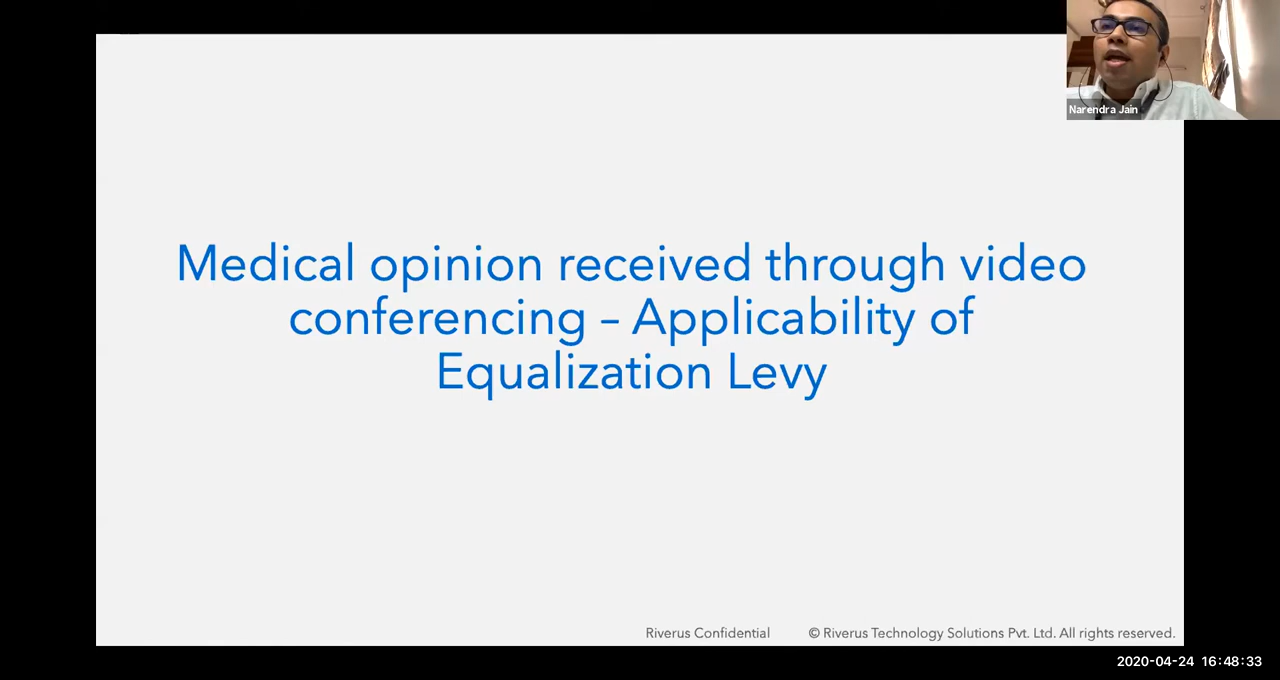 Narendra Jain
Medical opinion received through video
conferencing – Applicability of
Equalization Levy
Riverus Confidential © Riverus Technology Solutions Pvt. Ltd. All rights reserved.
2020-04-24 16:48:33